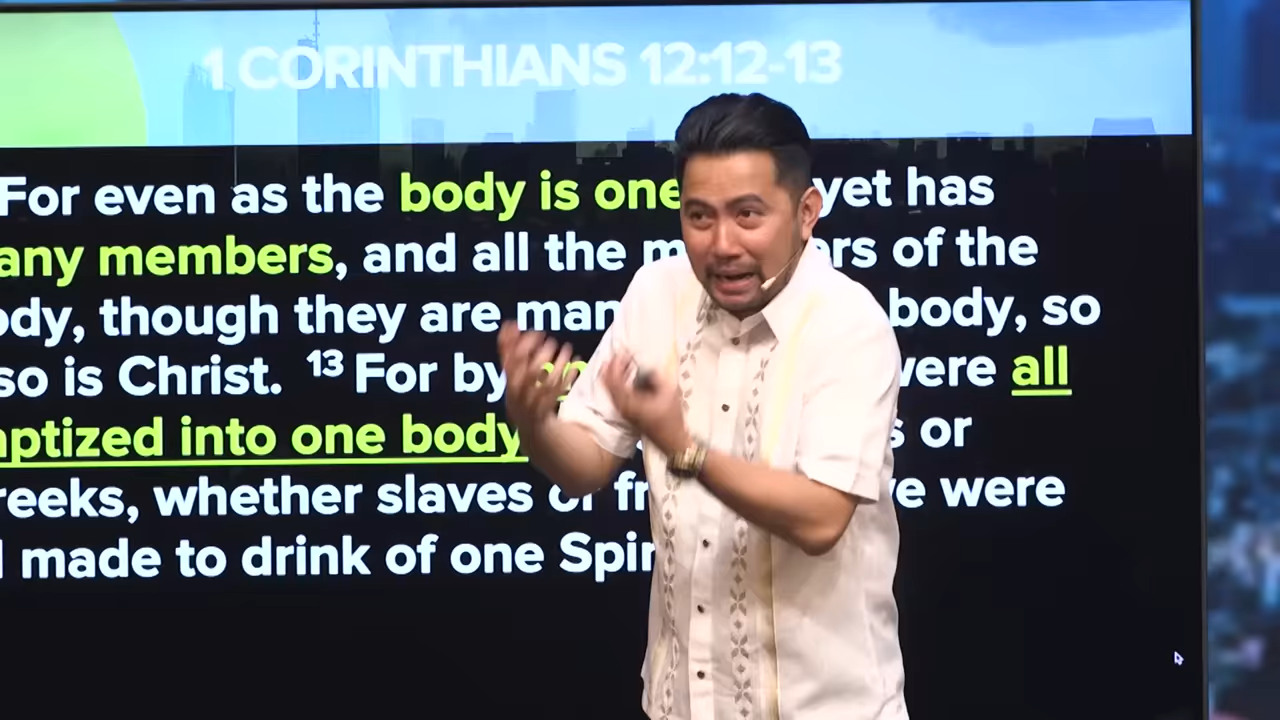 1 CORINTHIANS 12:12-13
For even as the body is one yet has
any members, and all the m ers of the
ody, though they are man body, so
so is Christ. 13 For by were all
aptized into one body s or
reeks, whether slaves or fr e were
made to drink of one Spir